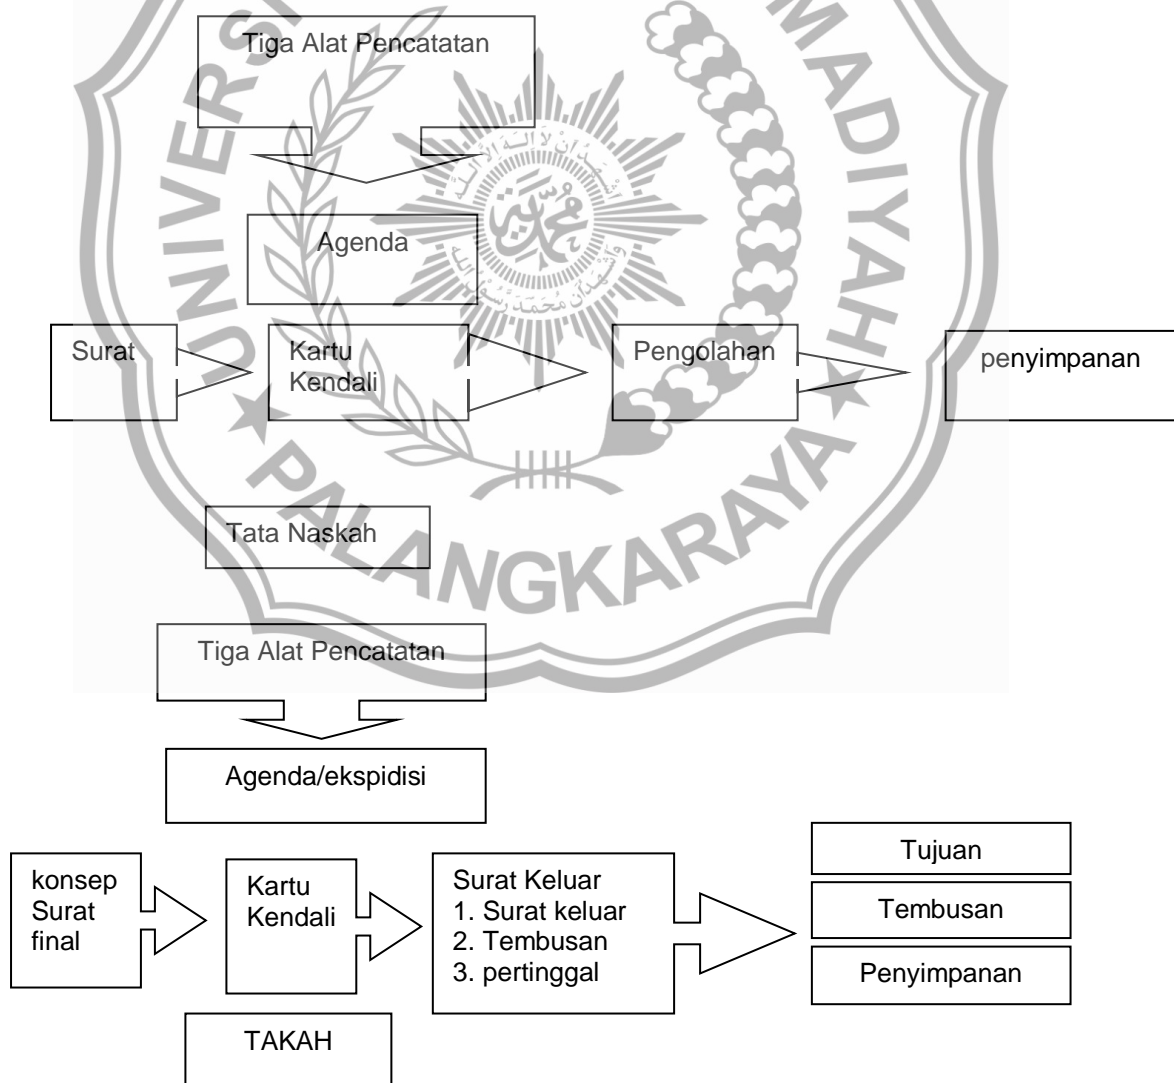 Tiga Alat Pencatatan
Agenda
Surat
Kartu
Kendali
Pengolahan
penyimpanan
Tata Naskah
Tiga Alat Pencatatan
Agenda/ekspidisi
konsep
Surat
final
Kartu
Kendali
Surat Keluar
1. Surat keluar
2. Tembusan
3. pertinggal
Tujuan
Tembusan
Penyimpanan
TAKAH
PALANGKARAYA